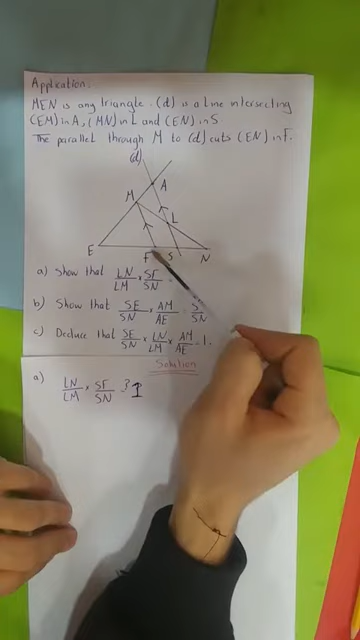 Application:
MEN is any triangle. (d) is a line intersecting
(EM) in A, (MN) in L and (EN) in S
The parallel through M to (d) cuts (EN) in F.
(d)
A
M
L
E
F
S
N
a) Show that LN/LM × SF/SN =
b) Show that SE/SN × AM/AE = S/SN
c) Deduce that SE/SN × LN/LM × AM/AE = 1.
Solution
a) LN/LM × SF/SN 1